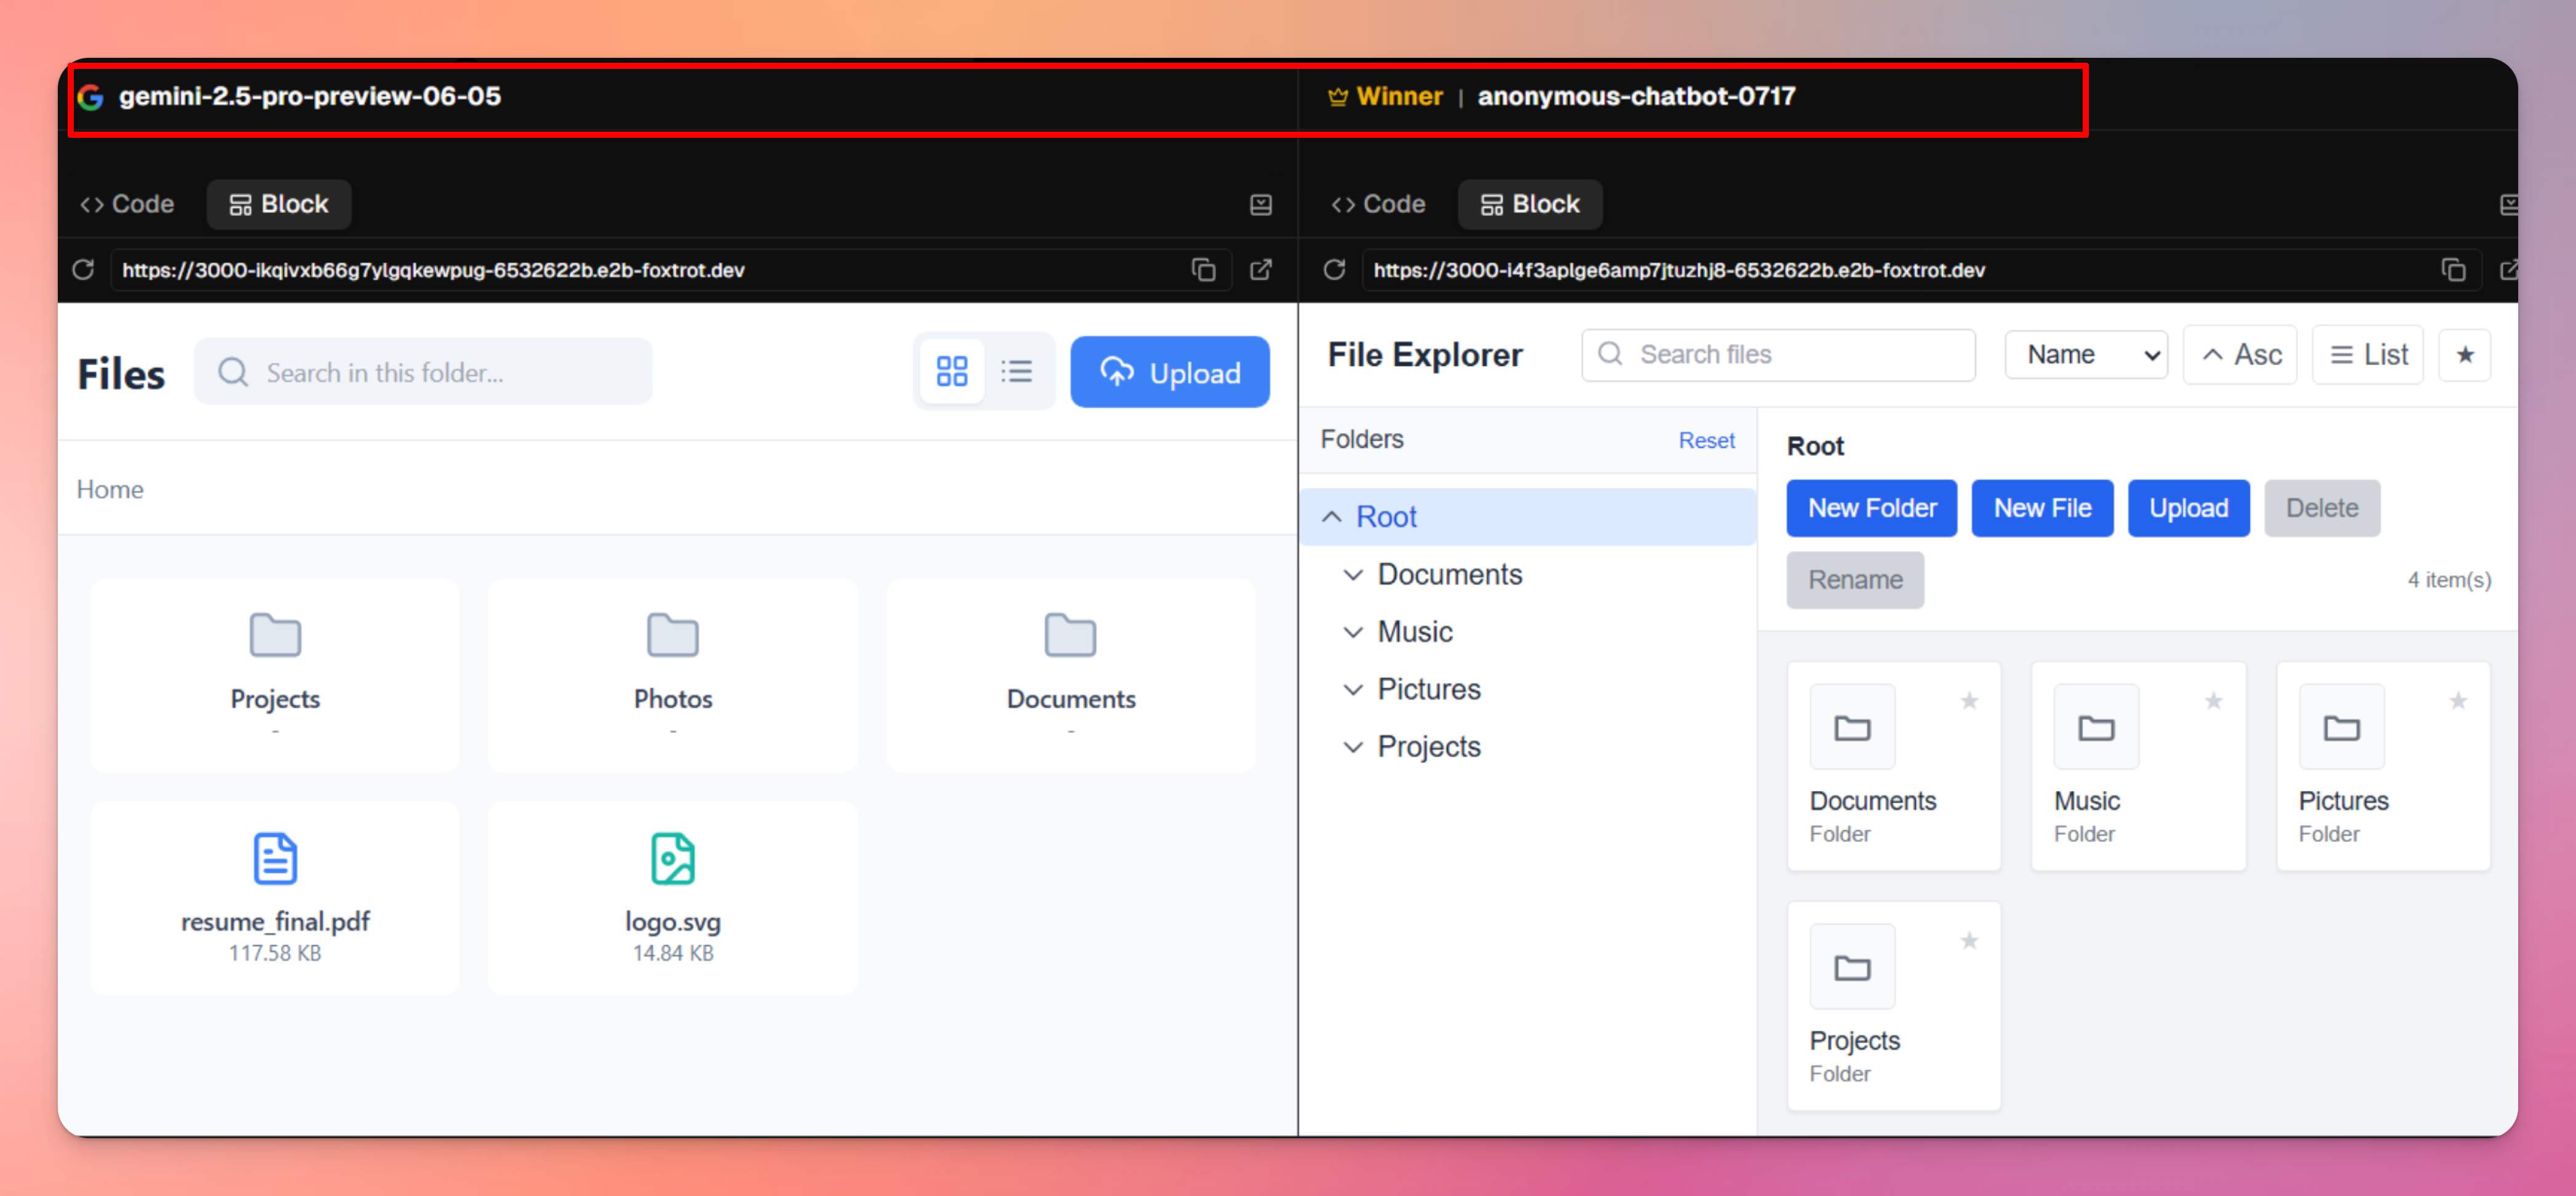 gemini-2.5-pro-preview-06-05
Winner | anonymous-chatbot-0717
Code
Block
https://3000-ikqivxb66g7ylgqkewpug-6532622b.e2b-foxtrot.dev
Files
Search in this folder...
Upload
Home
Projects
-
Photos
-
Documents
-
resume_final.pdf
117.58 KB
logo.svg
14.84 KB
Code
Block
https://3000-i4f3aplge6amp7jtuzhj8-6532622b.e2b-foxtrot.dev
File Explorer
Search files
Name
Asc
List
Folders
Reset
Root
Documents
Music
Pictures
Projects
Root
New Folder
New File
Upload
Delete
Rename
4 item(s)
Documents
Folder
Music
Folder
Pictures
Folder
Projects
Folder